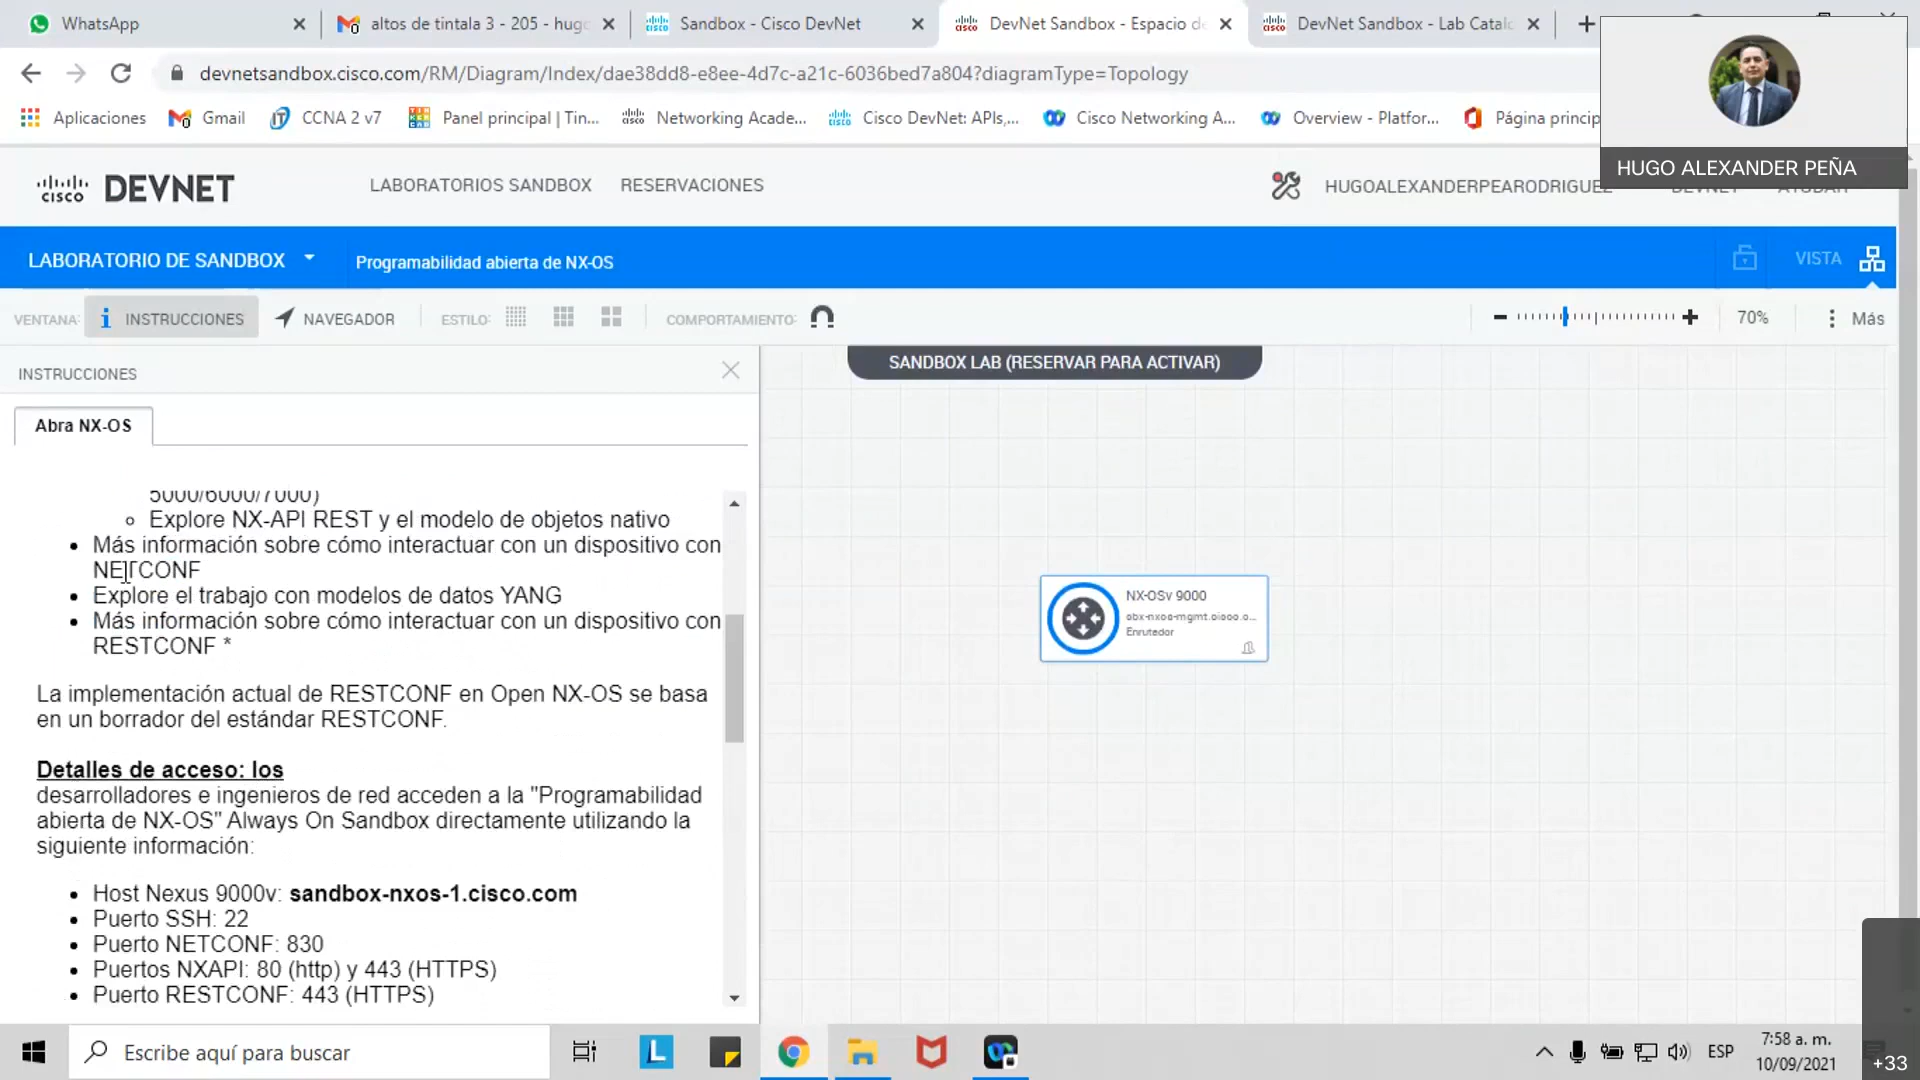 WhatsApp
altos de tintala 3 - 205 - hugo
Sandbox - Cisco DevNet
DevNet Sandbox - Espacio de
DevNet Sandbox - Lab Catalo
devnetsandbox.cisco.com/RM/Diagram/Index/dae38dd8-e8ee-4d7c-a21c-6036bed7a804?diagramType=Topology
Aplicaciones
Gmail
CCNA 2 v7
Panel principal | Tin...
Networking Acade...
Cisco DevNet: APIs,...
Cisco Networking A...
Overview - Platfor...
Página princip
HUGO ALEXANDER PEÑA
cisco DEVNET
LABORATORIOS SANDBOX
RESERVACIONES
HUGOALEXANDERPEARODRIGUEZ
DEVNET
AYUDAR
LABORATORIO DE SANDBOX
Programabilidad abierta de NX-OS
VISTA
VENTANA:
INSTRUCCIONES
NAVEGADOR
ESTILO:
COMPORTAMIENTO:
70%
Más
INSTRUCCIONES
SANDBOX LAB (RESERVAR PARA ACTIVAR)
Abra NX-OS
5000/6000/7000)
Explore NX-API REST y el modelo de objetos nativo
Más información sobre cómo interactuar con un dispositivo con
NETCONF
Explore el trabajo con modelos de datos YANG
Más información sobre cómo interactuar con un dispositivo con
RESTCONF *
La implementación actual de RESTCONF en Open NX-OS se basa
en un borrador del estándar RESTCONF.
Detalles de acceso: los
desarrolladores e ingenieros de red acceden a la "Programabilidad
abierta de NX-OS" Always On Sandbox directamente utilizando la
siguiente información:
Host Nexus 9000v: sandbox-nxos-1.cisco.com
Puerto SSH: 22
Puerto NETCONF: 830
Puertos NXAPI: 80 (http) y 443 (HTTPS)
Puerto RESTCONF: 443 (HTTPS)
NX-OSv 9000
Enrutador
Escribe aquí para buscar
ESP
7:58 a. m.
10/09/2021
+33